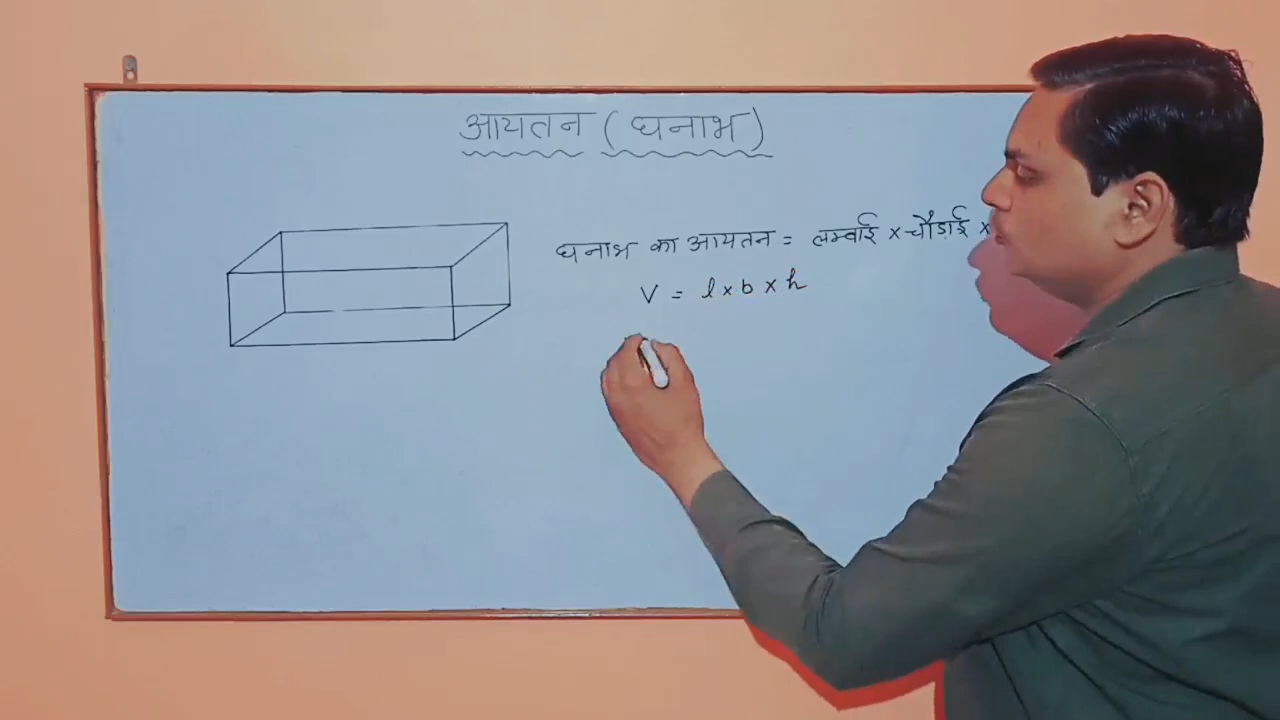 आयतन (घनाभ)
घनाभ का आयतन = लम्बाई × चौड़ाई ×
V = l × b × h